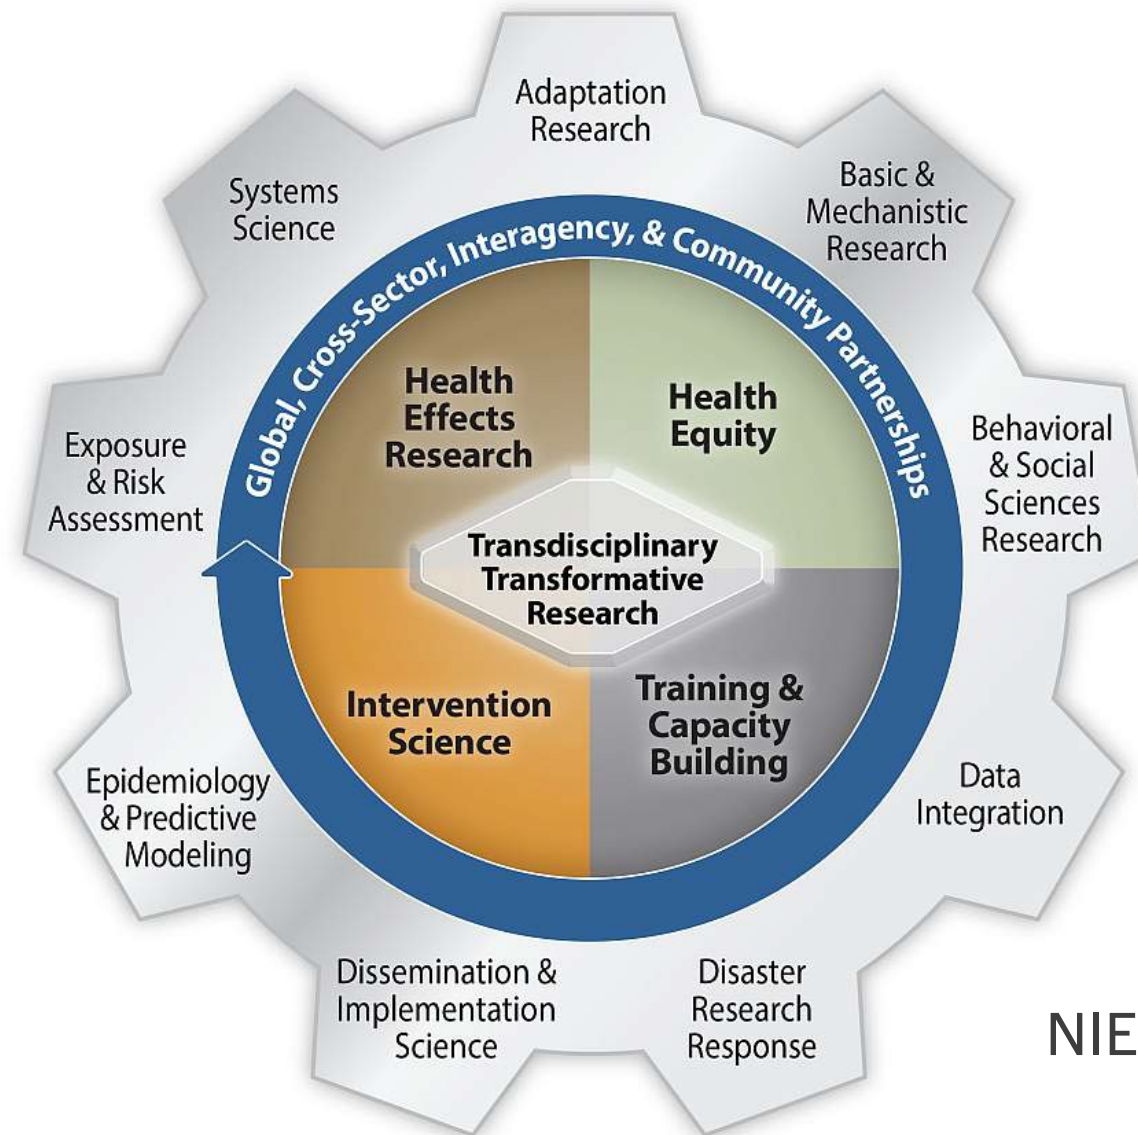 Adaptation
Research
Basic &
Mechanistic
Research
Behavioral
& Social
Sciences
Research
Data
Integration
Disaster
Research
Response
Dissemination &
Implementation
Science
Epidemiology
& Predictive
Modeling
Exposure
& Risk
Assessment
Systems
Science
Global, Cross-Sector, Interagency, & Community Partnerships
Health
Effects
Research
Health
Equity
Transdisciplinary
Transformative
Research
Intervention
Science
Training &
Capacity
Building
NIE